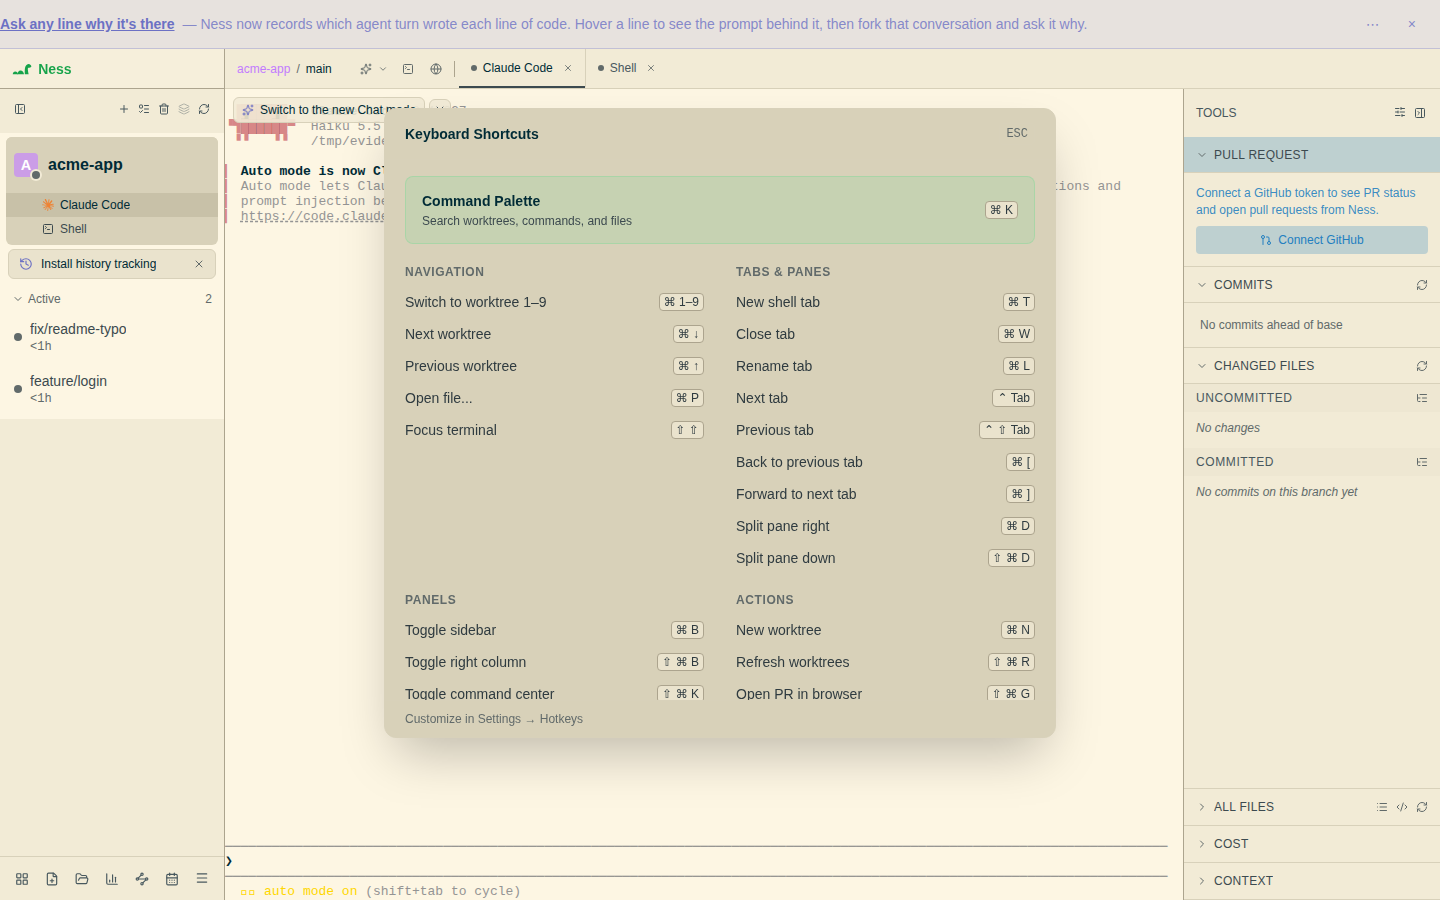 Ask any line why it's there — Ness now records which agent turn wrote each line of code. Hover a line to see the prompt behind it, then fork that conversation and ask it why.
Ness
acme-app / main
Claude Code
Shell
A
acme-app
Claude Code
Shell
Install history tracking
Active 2
fix/readme-typo
<1h
feature/login
<1h
Switch to the new Chat
Haiku 5.5
/tmp/evide
Auto mode is now
Auto mode lets
prompt injection
https://code.claude
tions and
Keyboard Shortcuts
ESC
Command Palette
Search worktrees, commands, and files
⌘ K
NAVIGATION
Switch to worktree 1–9 ⌘ 1–9
Next worktree ⌘ ↓
Previous worktree ⌘ ↑
Open file... ⌘ P
Focus terminal ⇧ ⇧
TABS & PANES
New shell tab ⌘ T
Close tab ⌘ W
Rename tab ⌘ L
Next tab ⌃ Tab
Previous tab ⌃ ⇧ Tab
Back to previous tab ⌘ [
Forward to next tab ⌘ ]
Split pane right ⌘ D
Split pane down ⇧ ⌘ D
PANELS
Toggle sidebar ⌘ B
Toggle right column ⇧ ⌘ B
Toggle command center ⇧ ⌘ K
ACTIONS
New worktree ⌘ N
Refresh worktrees ⇧ ⌘ R
Open PR in browser ⇧ ⌘ G
Customize in Settings → Hotkeys
❯
auto mode on (shift+tab to cycle)
TOOLS
PULL REQUEST
Connect a GitHub token to see PR status
and open pull requests from Ness.
Connect GitHub
COMMITS
No commits ahead of base
CHANGED FILES
UNCOMMITTED
No changes
COMMITTED
No commits on this branch yet
ALL FILES
COST
CONTEXT